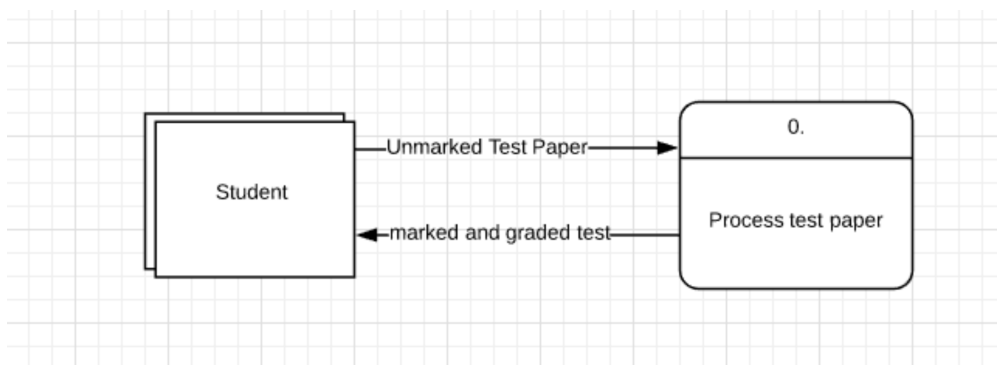 0.
Unmarked Test Paper
Student
Process test paper
marked and graded test